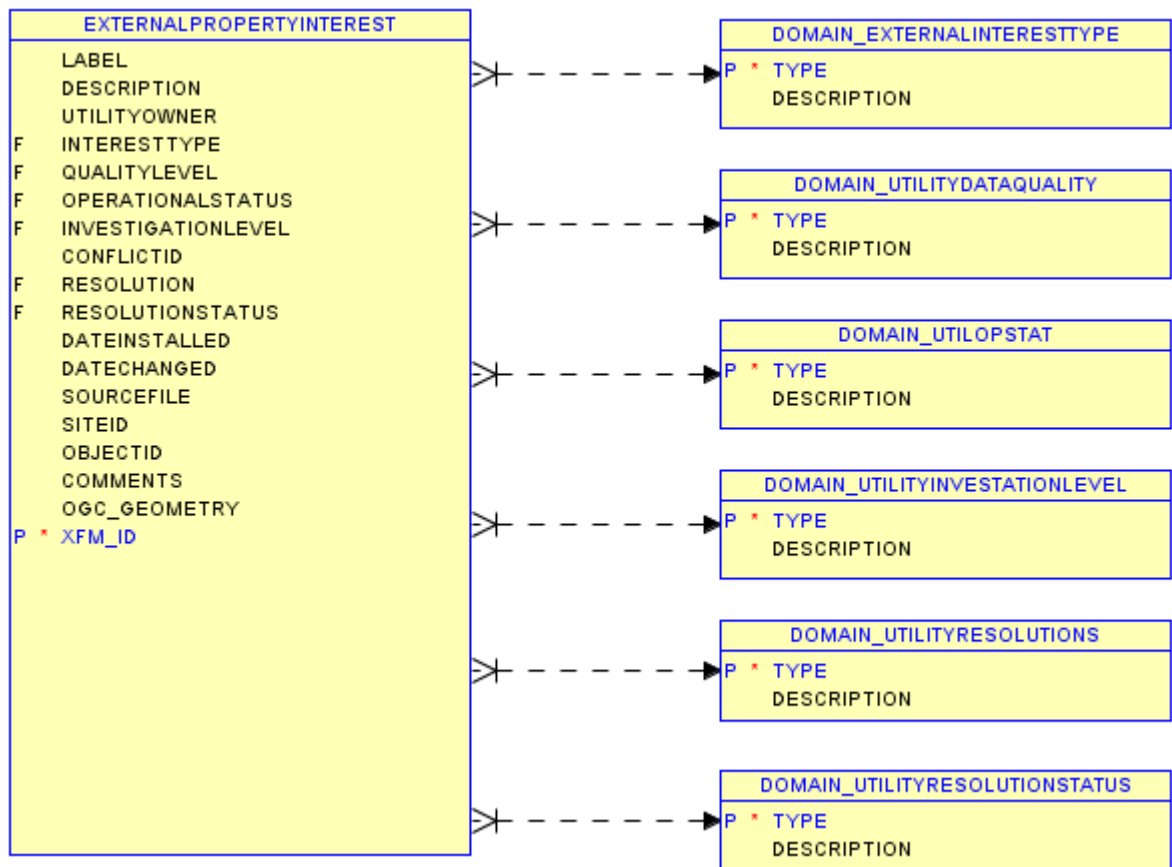 EXTERNALPROPERTYINTEREST
LABEL
DESCRIPTION
UTILITYOWNER
F INTERESTTYPE
F QUALITYLEVEL
F OPERATIONALSTATUS
F INVESTIGATIONLEVEL
CONFLICTID
F RESOLUTION
F RESOLUTIONSTATUS
DATEINSTALLED
DATECHANGED
SOURCEFILE
SITEID
OBJECTID
COMMENTS
OGC_GEOMETRY
P * XFM_ID
DOMAIN_EXTERNALINTERESTTYPE
P * TYPE
DESCRIPTION
DOMAIN_UTILITYDATAQUALITY
P * TYPE
DESCRIPTION
DOMAIN_UTILOPSTAT
P * TYPE
DESCRIPTION
DOMAIN_UTILITYINVESTATIONLEVEL
P * TYPE
DESCRIPTION
DOMAIN_UTILITYRESOLUTIONS
P * TYPE
DESCRIPTION
DOMAIN_UTILITYRESOLUTIONSTATUS
P * TYPE
DESCRIPTION